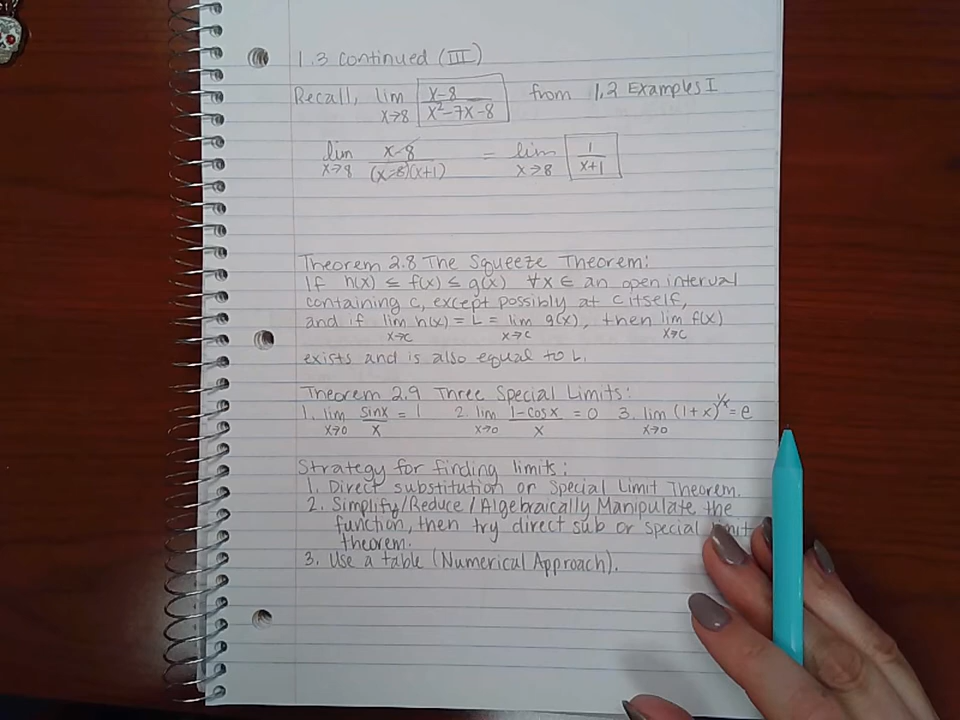 1.3 continued (III)
Recall, lim x→8 x-8 / x²-7x-8 from 1.2 Examples I
lim x→8 x-8 / (x-8)(x+1) = lim x→8 1 / x+1
Theorem 2.8 The Squeeze Theorem:
If h(x) ≤ f(x) ≤ g(x) ∀x ∈ an open interval
containing c, except possibly at c itself,
and if lim x→c h(x) = L = lim x→c g(x), then lim x→c f(x)
exists and is also equal to L.
Theorem 2.9 Three Special Limits:
1. lim x→0 sinx / x = 1 2. lim x→0 1-cosx / x = 0 3. lim x→0 (1+x)^1/x = e
Strategy for finding limits:
1. Direct substitution or Special Limit Theorem.
2. Simplify/Reduce/Algebraically Manipulate the
function, then try direct sub or special limit
theorem.
3. Use a table (Numerical Approach).